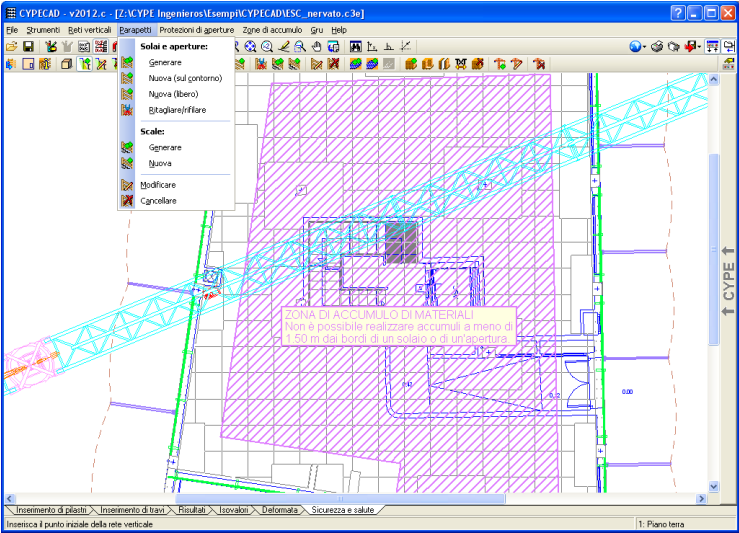 CYPECAD - v2012.c - [Z:\CYPE Ingenieros\Esempi\CYPECAD\ESC_nervato.c3e]
File Strumenti Reti verticali Parapetti Protezioni di aperture Zone di accumulo Gru Help
Solai e aperture:
Generare
Nuova (sul contorno)
Nuova (libero)
Ritagliare/rifilare
Scale:
Generare
Nuova
Modificare
Cancellare
ZONA DI ACCUMULO DI MATERIALI
Non è possibile realizzare accumuli a meno di
1.50 m dai bordi di un solaio o di un'apertura
0.00
CYPE
Inserimento di pilastri Inserimento di travi Risultati Isovalori Deformata Sicurezza e salute
Inserisca il punto iniziale della rete verticale
1: Piano terra